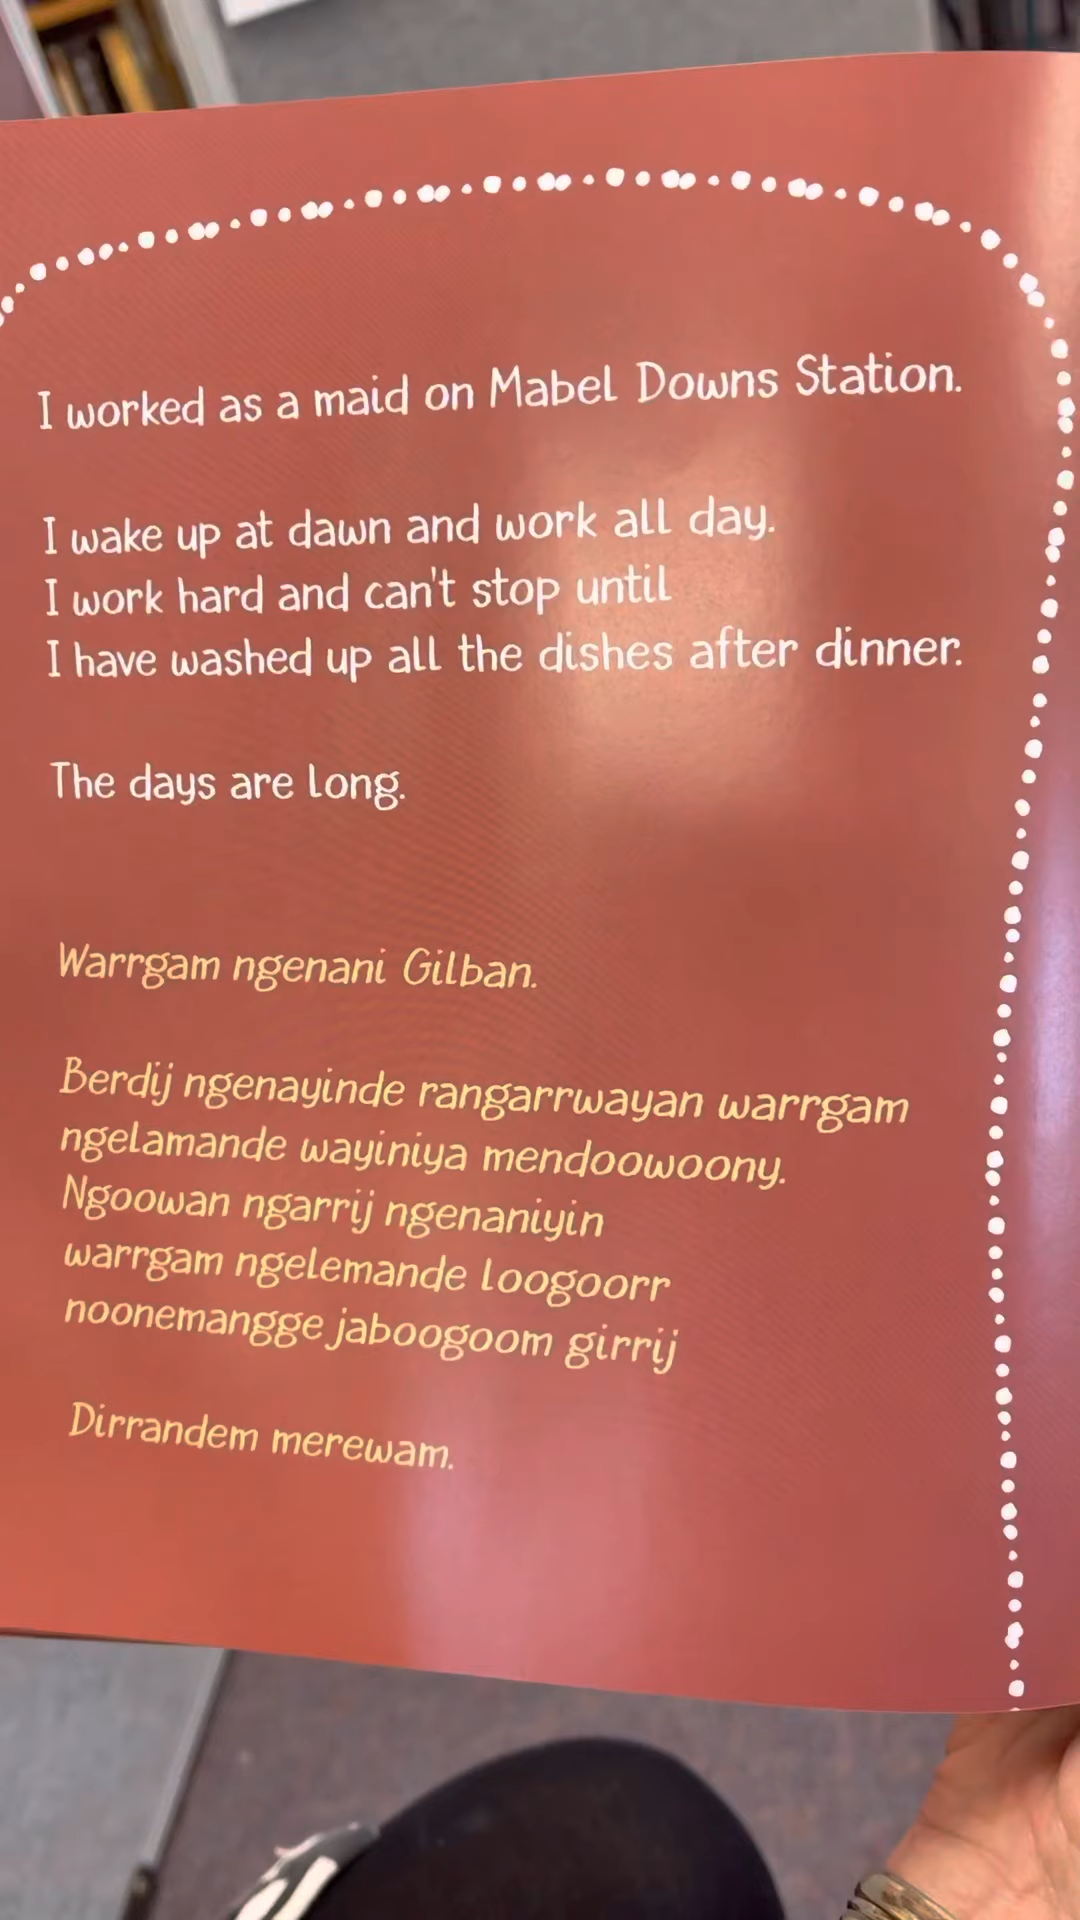 I worked as a maid on Mabel Downs Station.
I wake up at dawn and work all day.
I work hard and can't stop until
I have washed up all the dishes after dinner.
The days are long.
Warrgam ngenani Gilban.
Berdij ngenayinde rangarrwayan warrgam
ngelamande wayiniya mendoowoony.
Ngoowan ngarrij ngenaniyin
warrgam ngelemande loogoorr
noonemangge jaboogoom girrij
Dirrandem merewam.